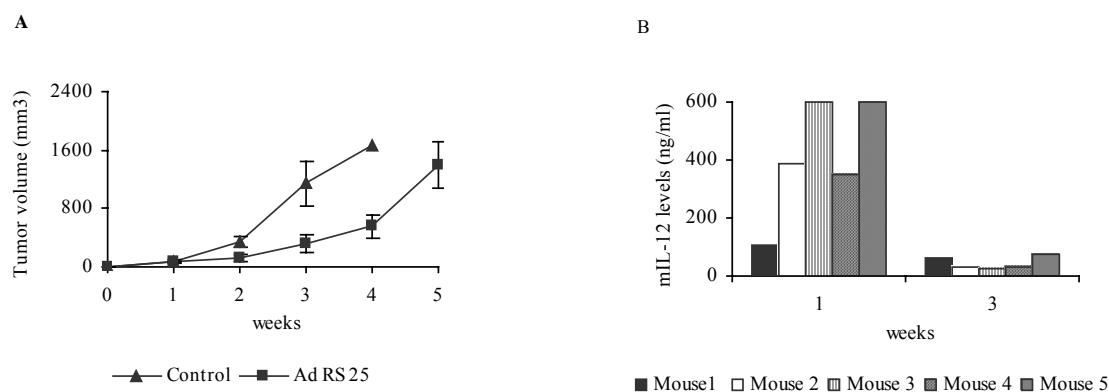 A
B
Tumor volume (mm3)
2400
1600
800
0
0 1 2 3 4 5
weeks
Control Ad RS 25
mIL-12 levels (ng/ml)
600
400
200
0
1 3
weeks
Mouse1 Mouse 2 Mouse 3 Mouse 4 Mouse 5